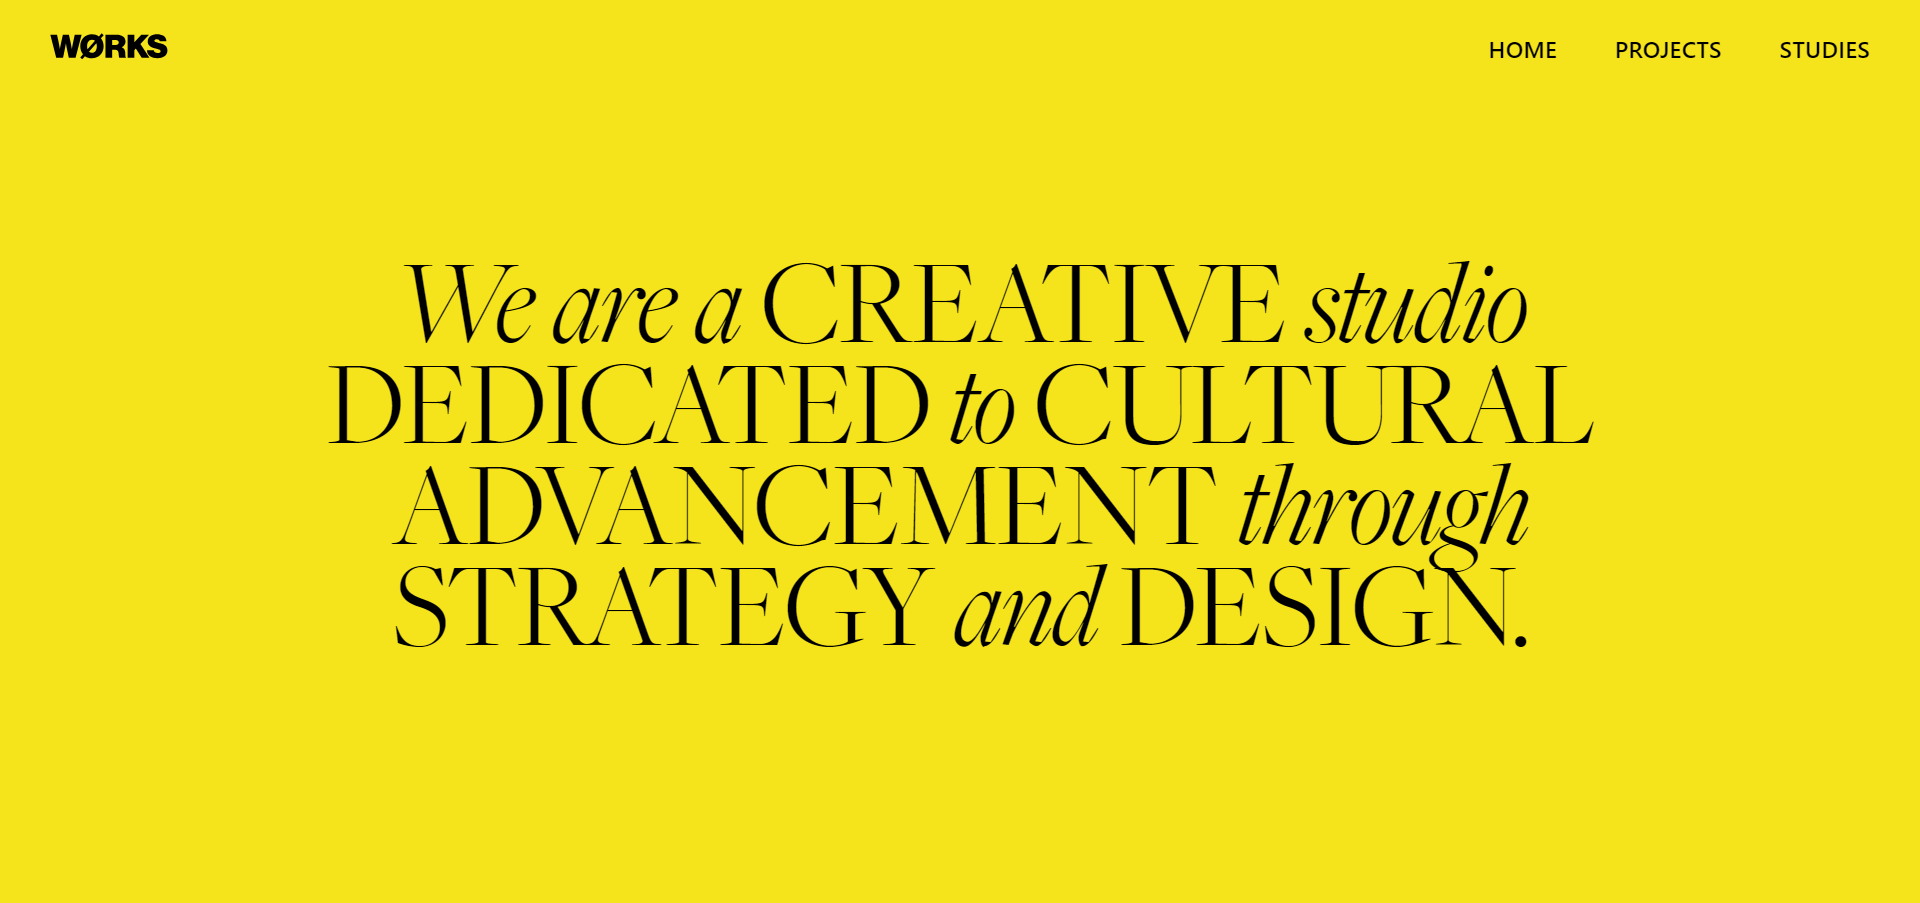 WØRKS
HOME PROJECTS STUDIES
We are a CREATIVE studio
DEDICATED to CULTURAL
ADVANCEMENT through
STRATEGY and DESIGN.